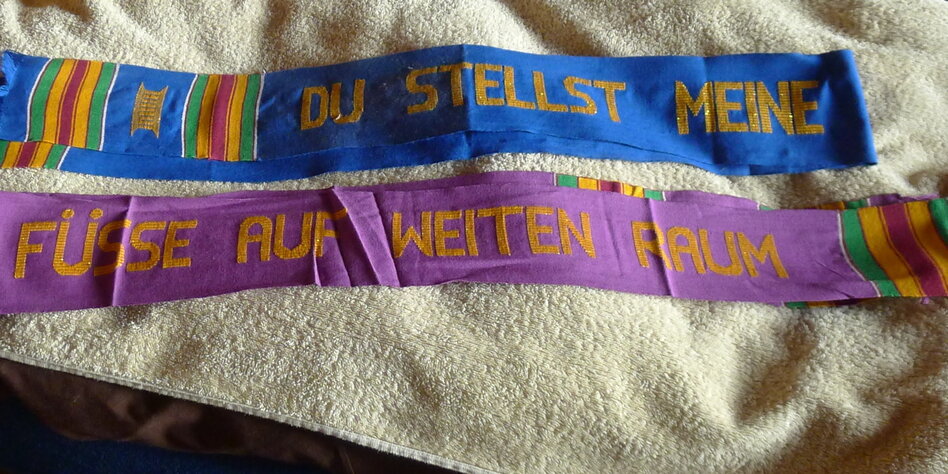 DU STELLST MEINE
FÜSSE AUF WEITEN RAUM